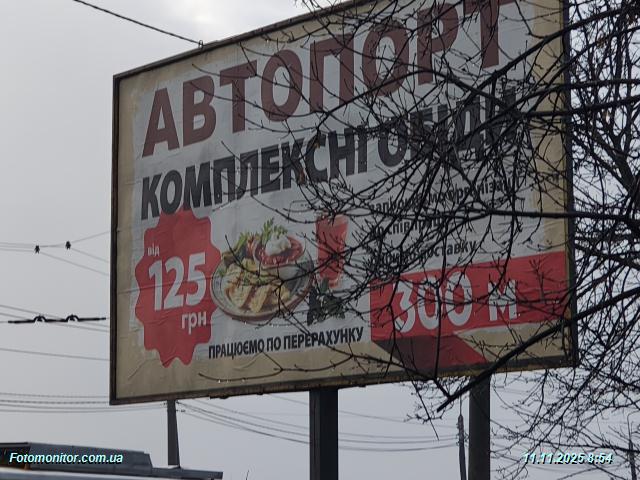 АВТОПОРТ
КОМПЛЕКСНІ ОБІДИ
від
125
грн
300 м
ПРАЦЮЄМО ПО ПЕРЕРАХУНКУ
Fotomonitor.com.ua
11.11.2025 8:54